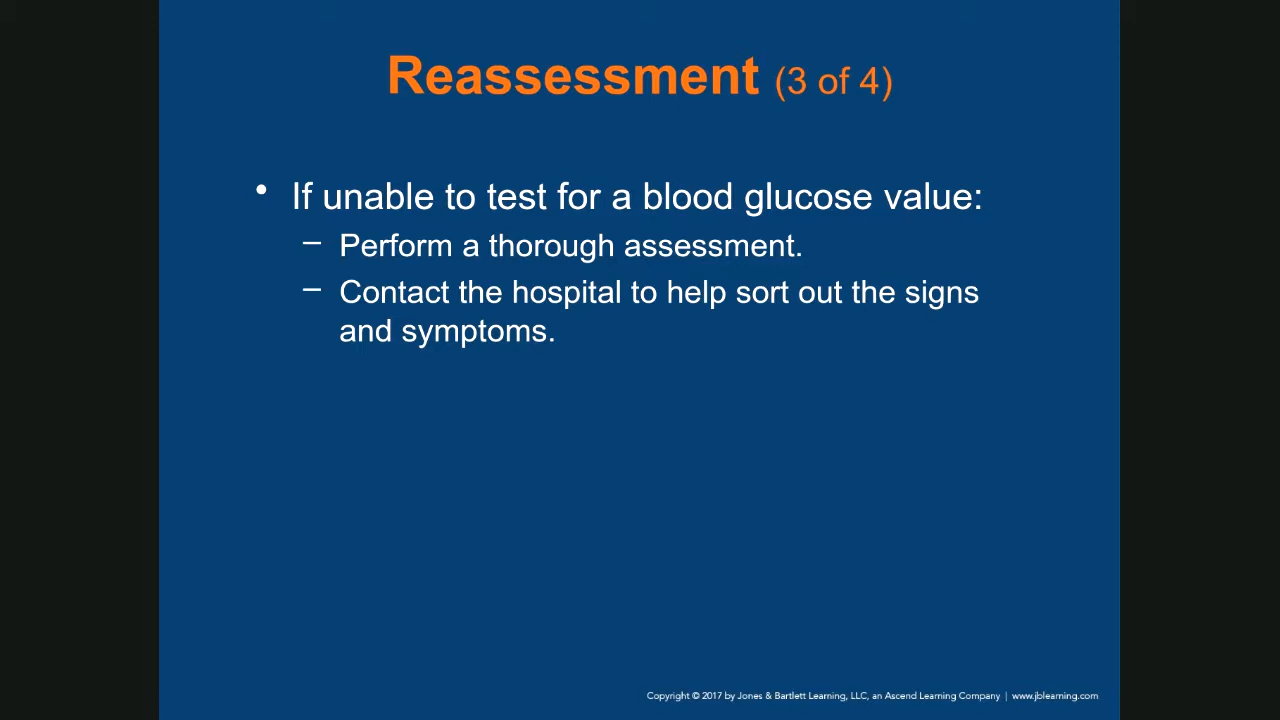 Reassessment (3 of 4)
• If unable to test for a blood glucose value:
– Perform a thorough assessment.
– Contact the hospital to help sort out the signs
and symptoms.
Copyright © 2017 by Jones & Bartlett Learning, LLC, an Ascend Learning Company | www.jblearning.com